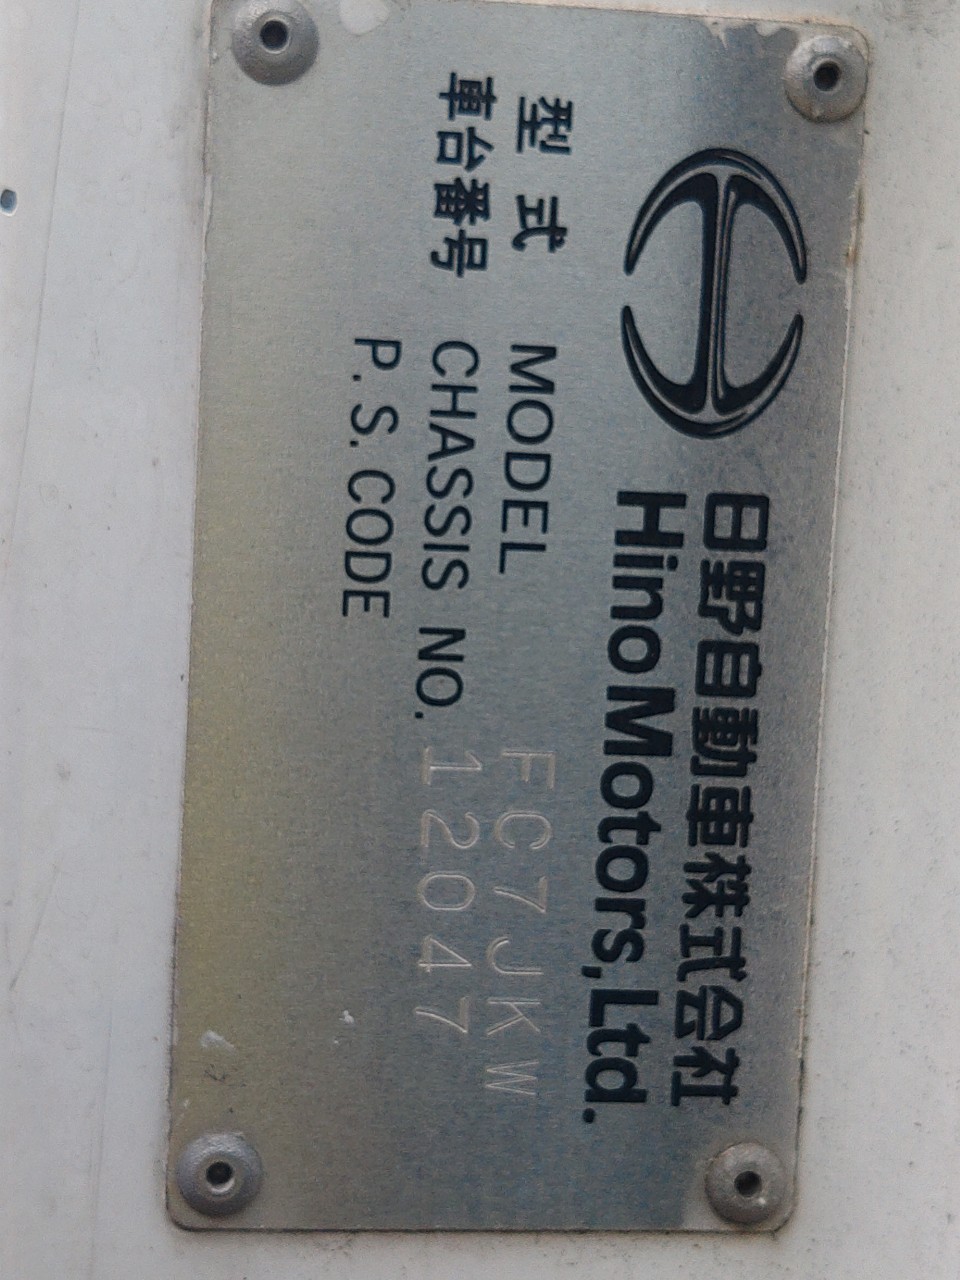 日野自動車株式会社
Hino Motors, Ltd.
型式 MODEL FC7JKW
車台番号 CHASSIS NO. 12047
P.S.CODE